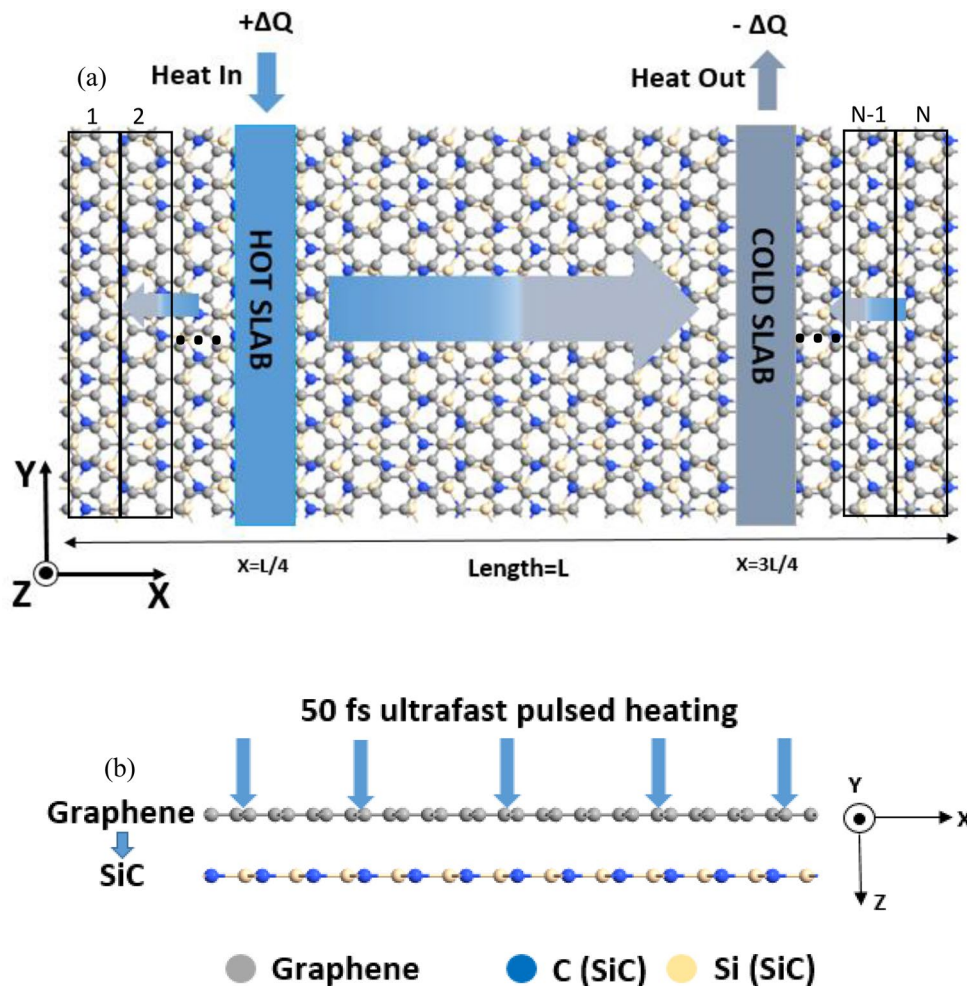 +ΔQ
- ΔQ
Heat In
Heat Out
(a)
1 2
N-1 N
HOT SLAB
COLD SLAB
Y
Z
X
X=L/4
Length=L
X=3L/4
50 fs ultrafast pulsed heating
(b)
Graphene
SiC
Y
X
Z
Graphene
C (SiC)
Si (SiC)